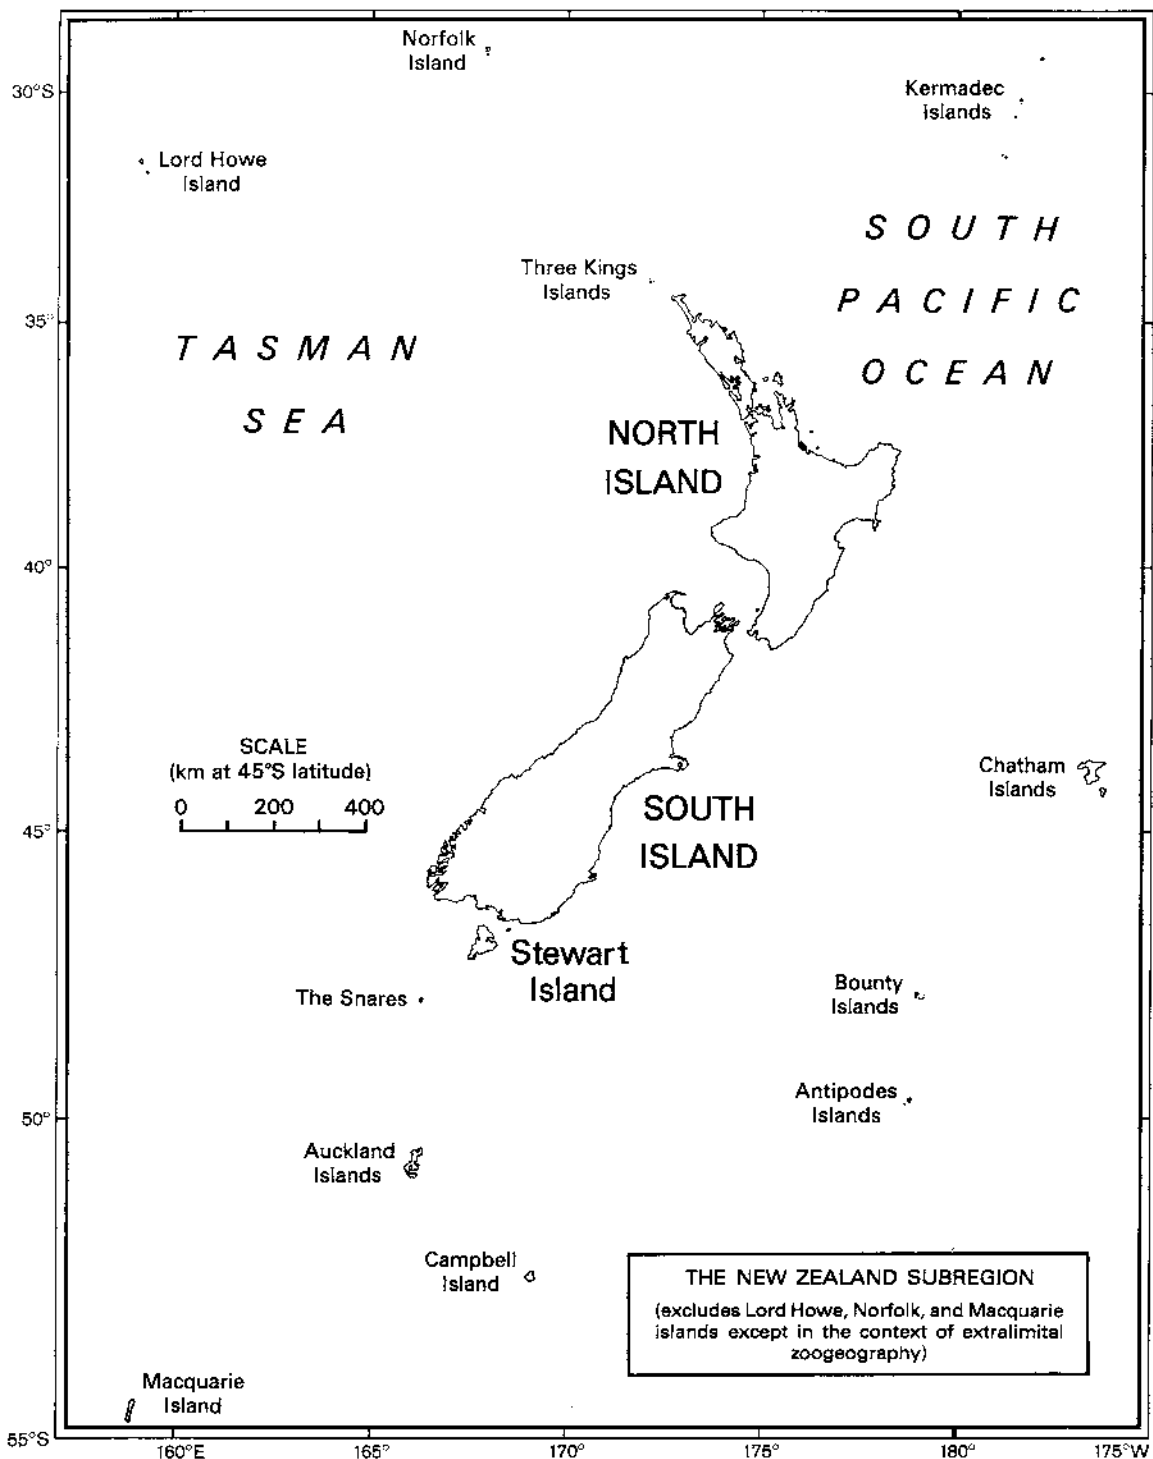 Norfolk
Island
30°S
Kermadec
Islands
Lord Howe
Island
SOUTH
PACIFIC
OCEAN
Three Kings
Islands
35°
TASMAN
SEA
NORTH
ISLAND
40°
SCALE
(km at 45°S latitude)
0 200 400
Chatham
Islands
SOUTH
ISLAND
45°
Stewart
Island
The Snares
Bounty
Islands
Antipodes
Islands
50°
Auckland
Islands
Campbell
Island
THE NEW ZEALAND SUBREGION
(excludes Lord Howe, Norfolk, and Macquarie
islands except in the context of extralimital
zoogeography)
Macquarie
Island
55°S
160°E 165° 170° 175° 180° 175°W